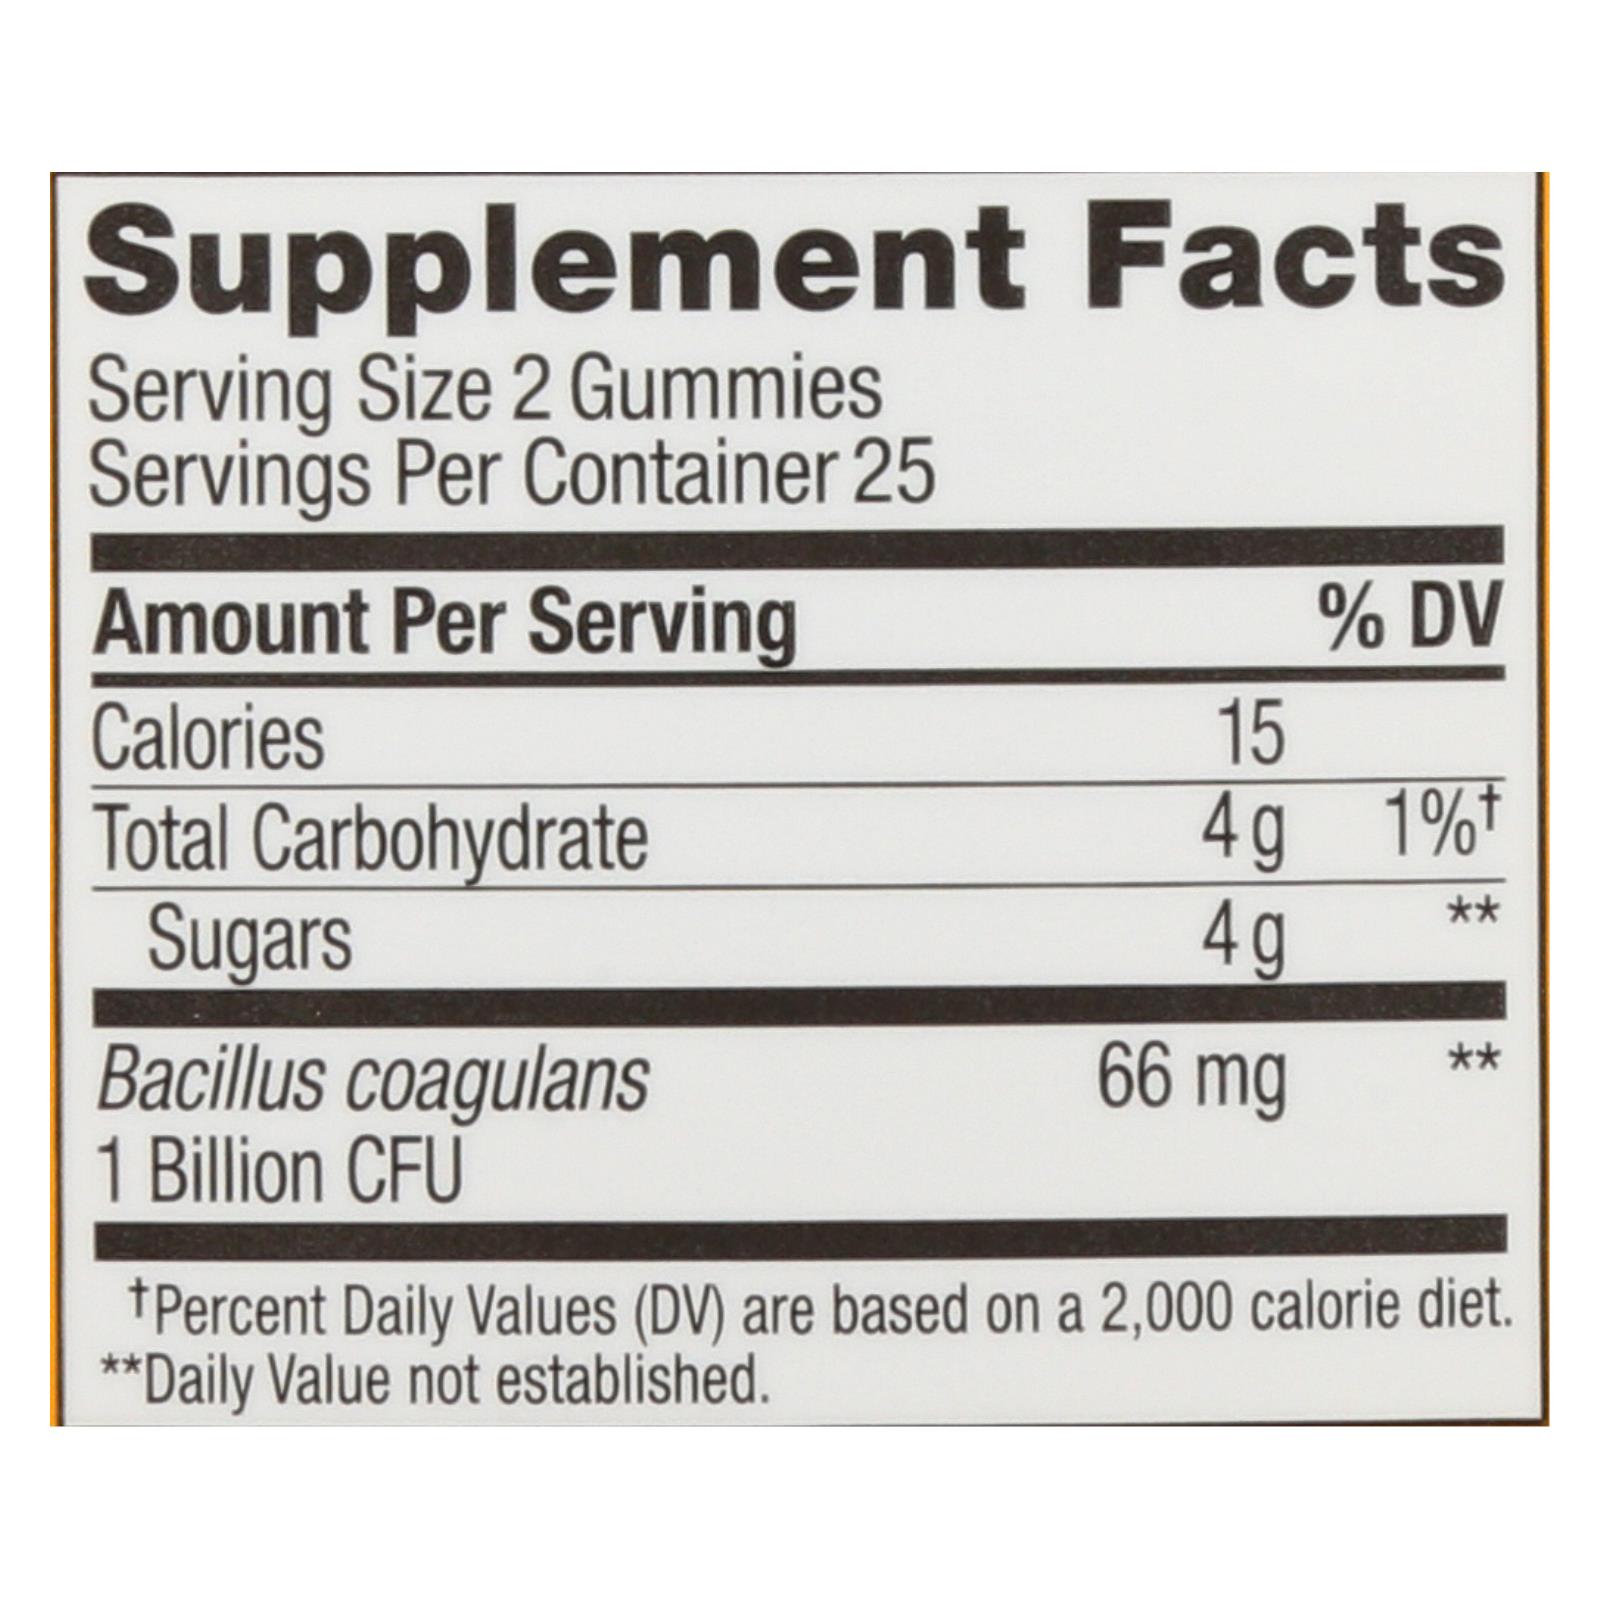 Supplement Facts
Serving Size 2 Gummies
Servings Per Container 25
Amount Per Serving % DV
Calories 15
Total Carbohydrate 4 g 1%†
Sugars 4 g **
Bacillus coagulans 66 mg **
1 Billion CFU
†Percent Daily Values (DV) are based on a 2,000 calorie diet.
**Daily Value not established.